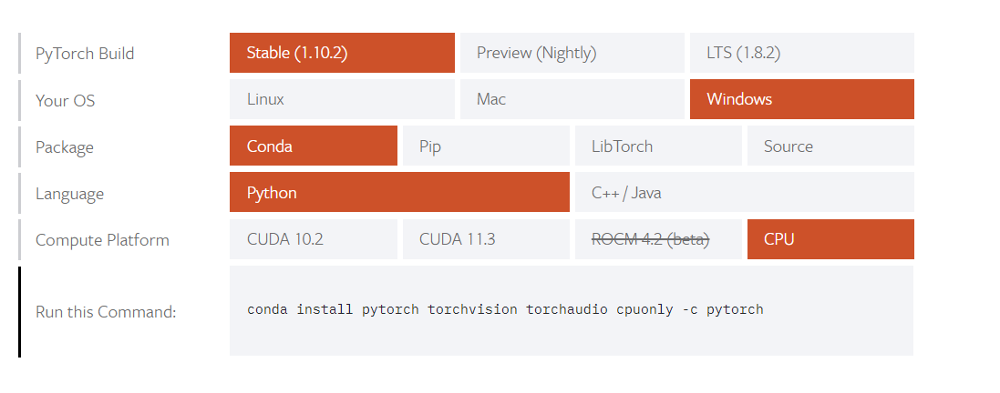 PyTorch Build Stable (1.10.2) Preview (Nightly) LTS (1.8.2)
Your OS Linux Mac Windows
Package Conda Pip LibTorch Source
Language Python C++ / Java
Compute Platform CUDA 10.2 CUDA 11.3 ROCM 4.2 (beta) CPU
Run this Command: conda install pytorch torchvision torchaudio cpuonly -c pytorch